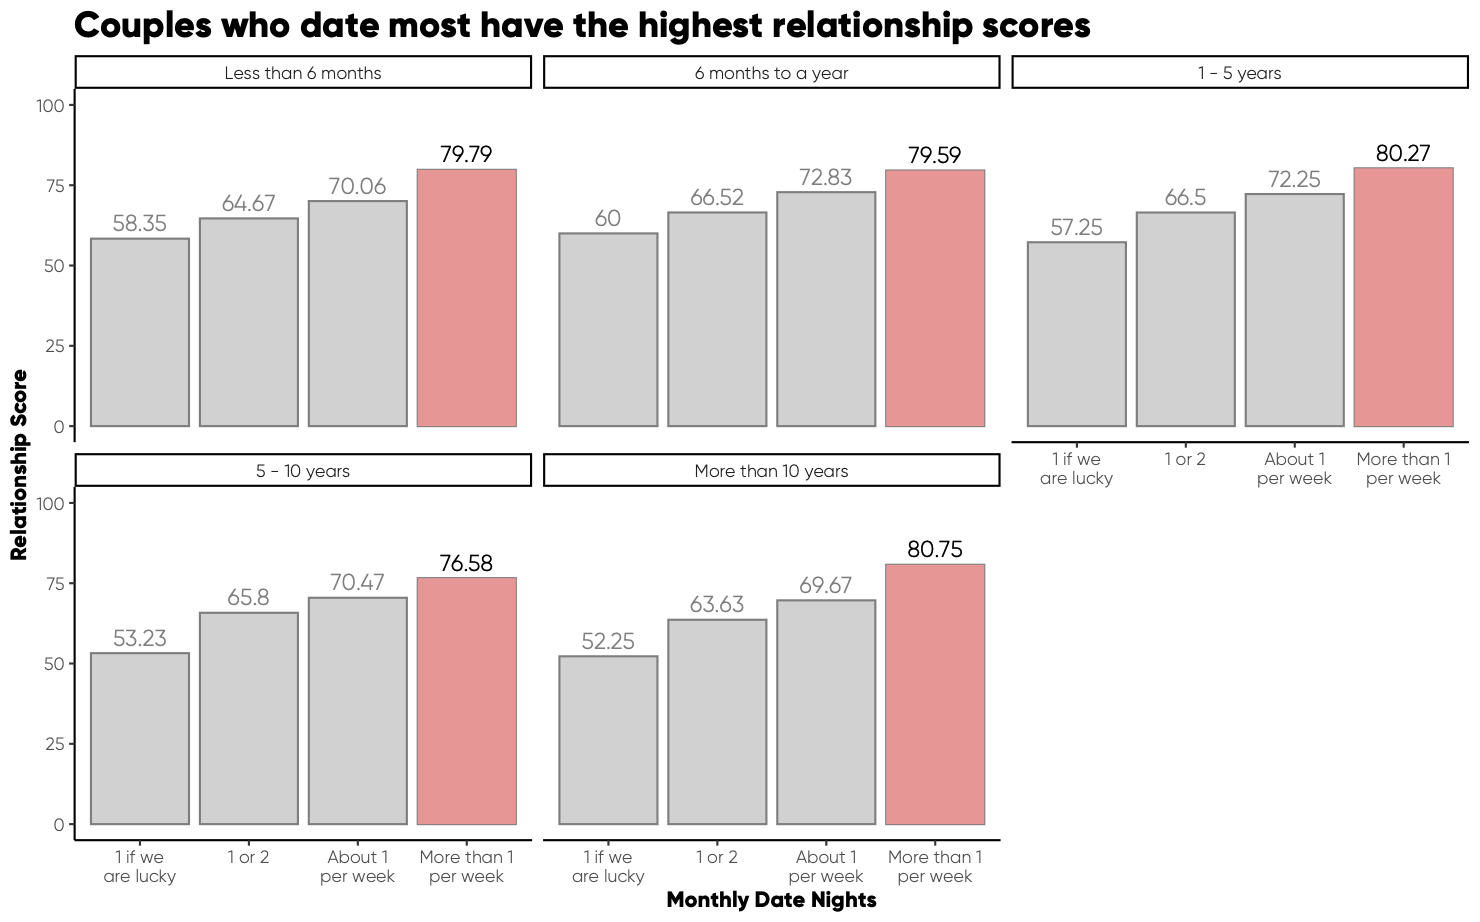 Couples who date most have the highest relationship scores
Less than 6 months
6 months to a year
1 - 5 years
100
75
50
25
0
58.35
64.67
70.06
79.79
60
66.52
72.83
79.59
57.25
66.5
72.25
80.27
1 if we
are lucky
1 or 2
About 1
per week
More than 1
per week
Relationship Score
5 - 10 years
More than 10 years
100
75
50
25
0
53.23
65.8
70.47
76.58
52.25
63.63
69.67
80.75
1 if we
are lucky
1 or 2
About 1
per week
More than 1
per week
1 if we
are lucky
1 or 2
About 1
per week
More than 1
per week
Monthly Date Nights